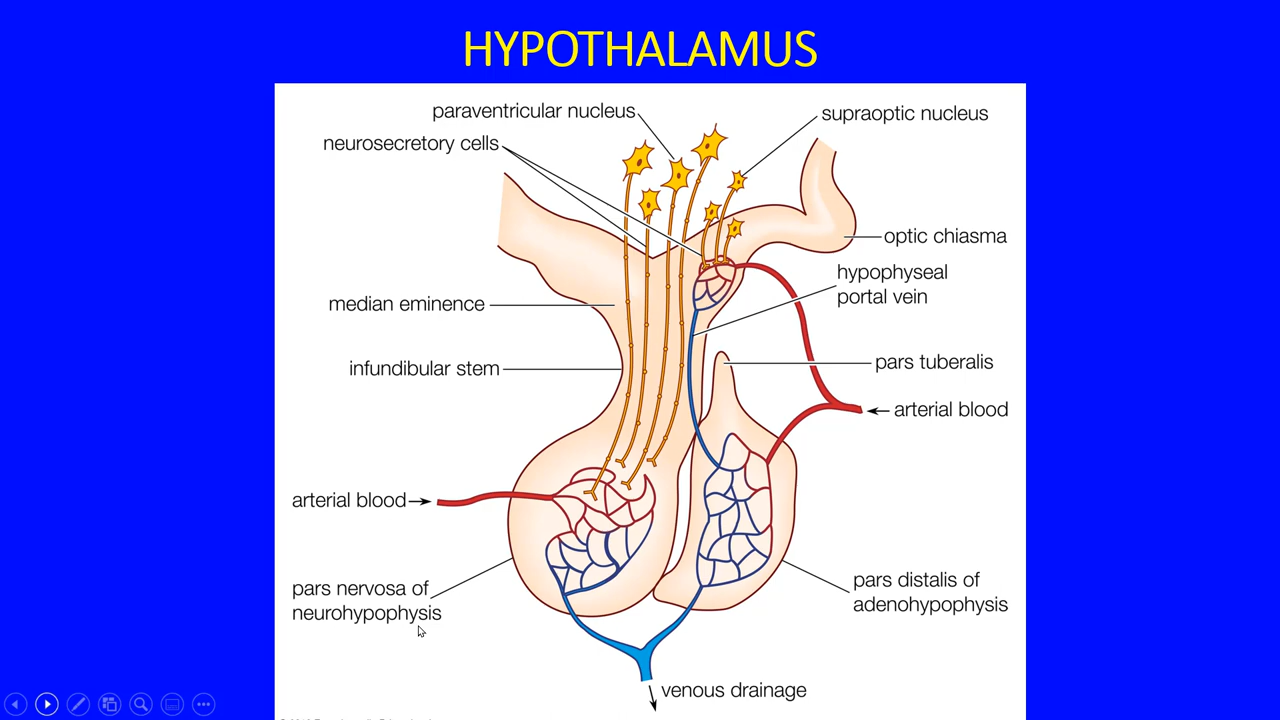 HYPOTHALAMUS
paraventricular nucleus
supraoptic nucleus
neurosecretory cells
optic chiasma
hypophyseal
portal vein
median eminence
infundibular stem
pars tuberalis
arterial blood
arterial blood
pars nervosa of
neurohypophysis
pars distalis of
adenohypophysis
venous drainage